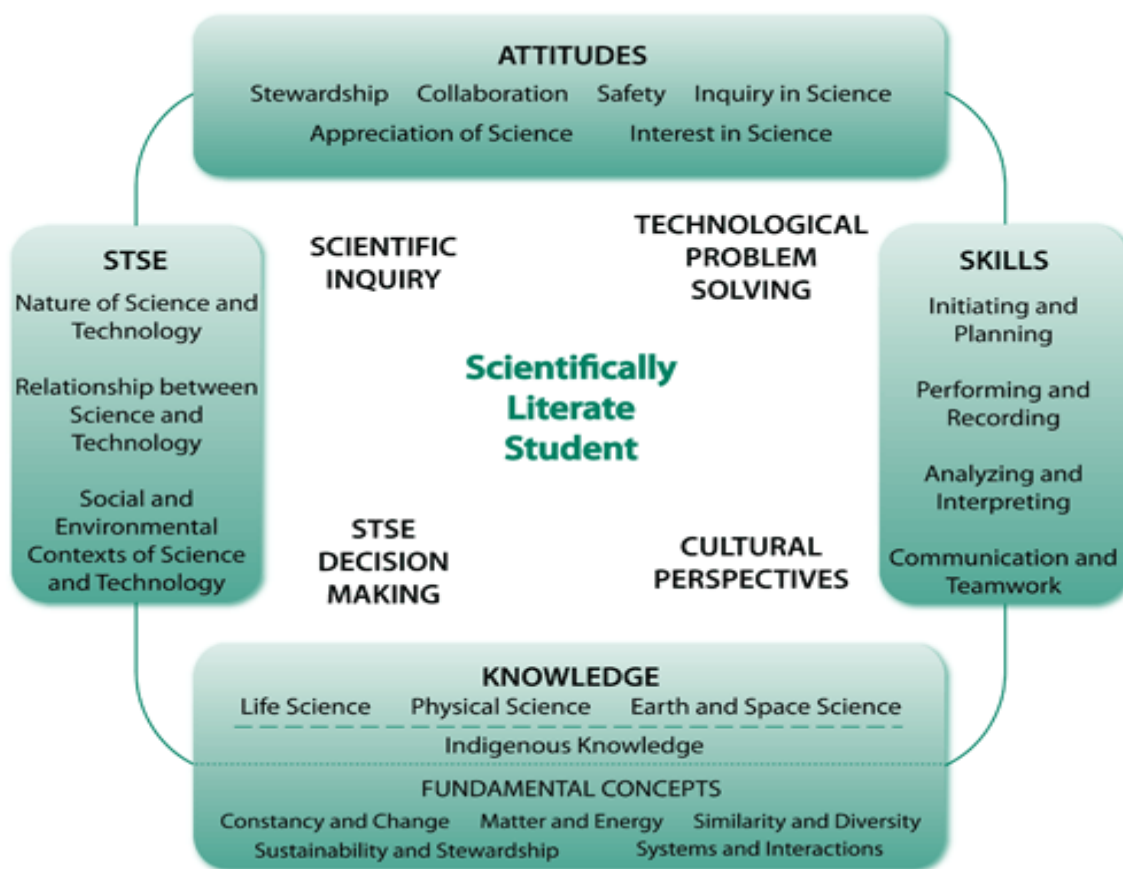 ATTITUDES
Stewardship Collaboration Safety Inquiry in Science
Appreciation of Science Interest in Science
STSE
Nature of Science and
Technology
Relationship between
Science and
Technology
Social and
Environmental
Contexts of Science
and Technology
SCIENTIFIC
INQUIRY
TECHNOLOGICAL
PROBLEM
SOLVING
Scientifically
Literate
Student
STSE
DECISION
MAKING
CULTURAL
PERSPECTIVES
SKILLS
Initiating and
Planning
Performing and
Recording
Analyzing and
Interpreting
Communication and
Teamwork
KNOWLEDGE
Life Science Physical Science Earth and Space Science
Indigenous Knowledge
FUNDAMENTAL CONCEPTS
Constancy and Change Matter and Energy Similarity and Diversity
Sustainability and Stewardship Systems and Interactions